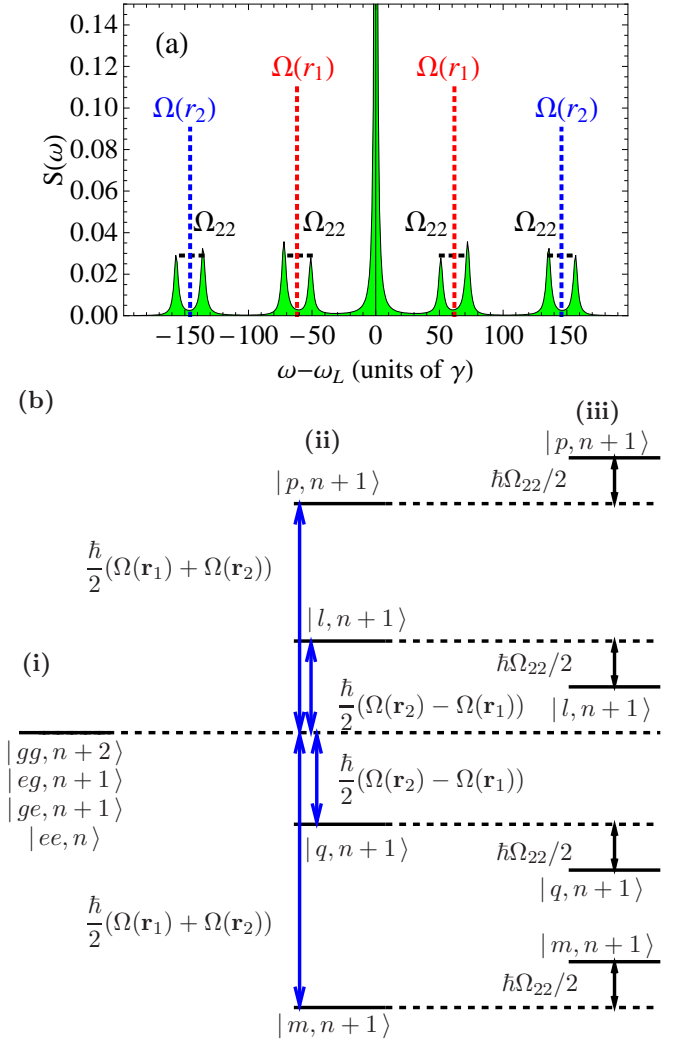 (a)
Ω(r₁) Ω(r₁)
Ω(r₂) Ω(r₂)
Ω₂₂ Ω₂₂ Ω₂₂ Ω₂₂
S(ω)
0.14
0.12
0.10
0.08
0.06
0.04
0.02
0.00
−150 −100 −50 0 50 100 150
ω−ω_L (units of γ)
(b)
(iii)
(ii)
| p, n + 1 ⟩
| p, n + 1 ⟩
ħΩ₂₂/2
ħ/2 (Ω(r₁) + Ω(r₂))
| l, n + 1 ⟩
(i)
ħΩ₂₂/2
ħ/2 (Ω(r₂) − Ω(r₁))
| l, n + 1 ⟩
| gg, n + 2 ⟩
| eg, n + 1 ⟩
| ge, n + 1 ⟩
| ee, n ⟩
ħ/2 (Ω(r₂) − Ω(r₁))
| q, n + 1 ⟩
ħΩ₂₂/2
| q, n + 1 ⟩
ħ/2 (Ω(r₁) + Ω(r₂))
| m, n + 1 ⟩
ħΩ₂₂/2
| m, n + 1 ⟩